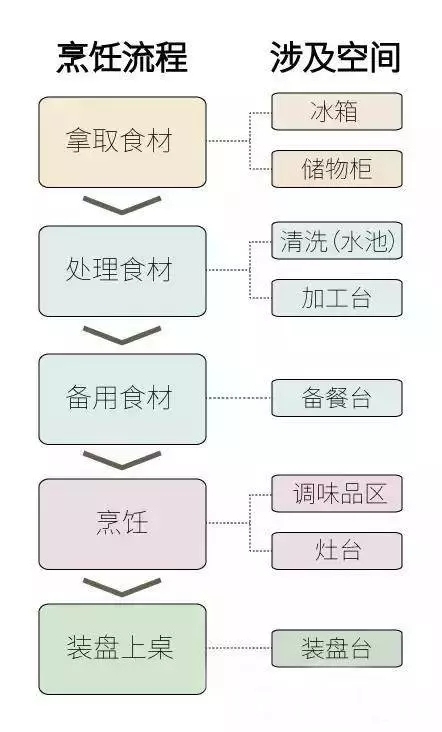 烹饪流程 涉及空间
拿取食材
冰箱
储物柜
处理食材
清洗(水池)
加工台
备用食材
备餐台
烹饪
调味品区
灶台
装盘上桌
装盘台